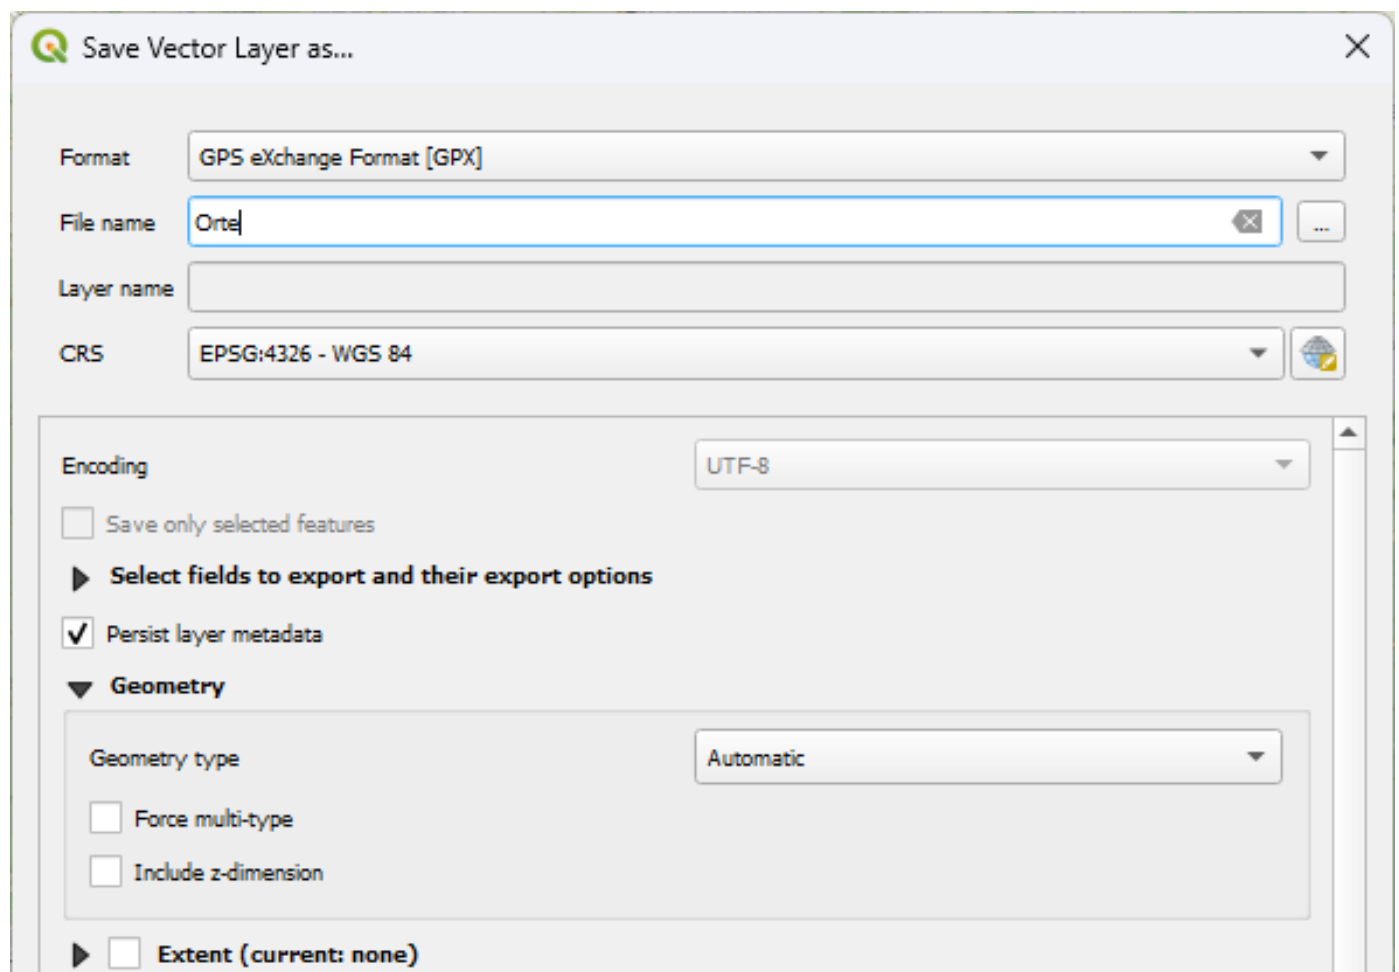 Save Vector Layer as...
Format GPS eXchange Format [GPX]
File name Orte ...
Layer name
CRS EPSG:4326 - WGS 84
Encoding UTF-8
Save only selected features
Select fields to export and their export options
Persist layer metadata
Geometry
Geometry type Automatic
Force multi-type
Include z-dimension
Extent (current: none)